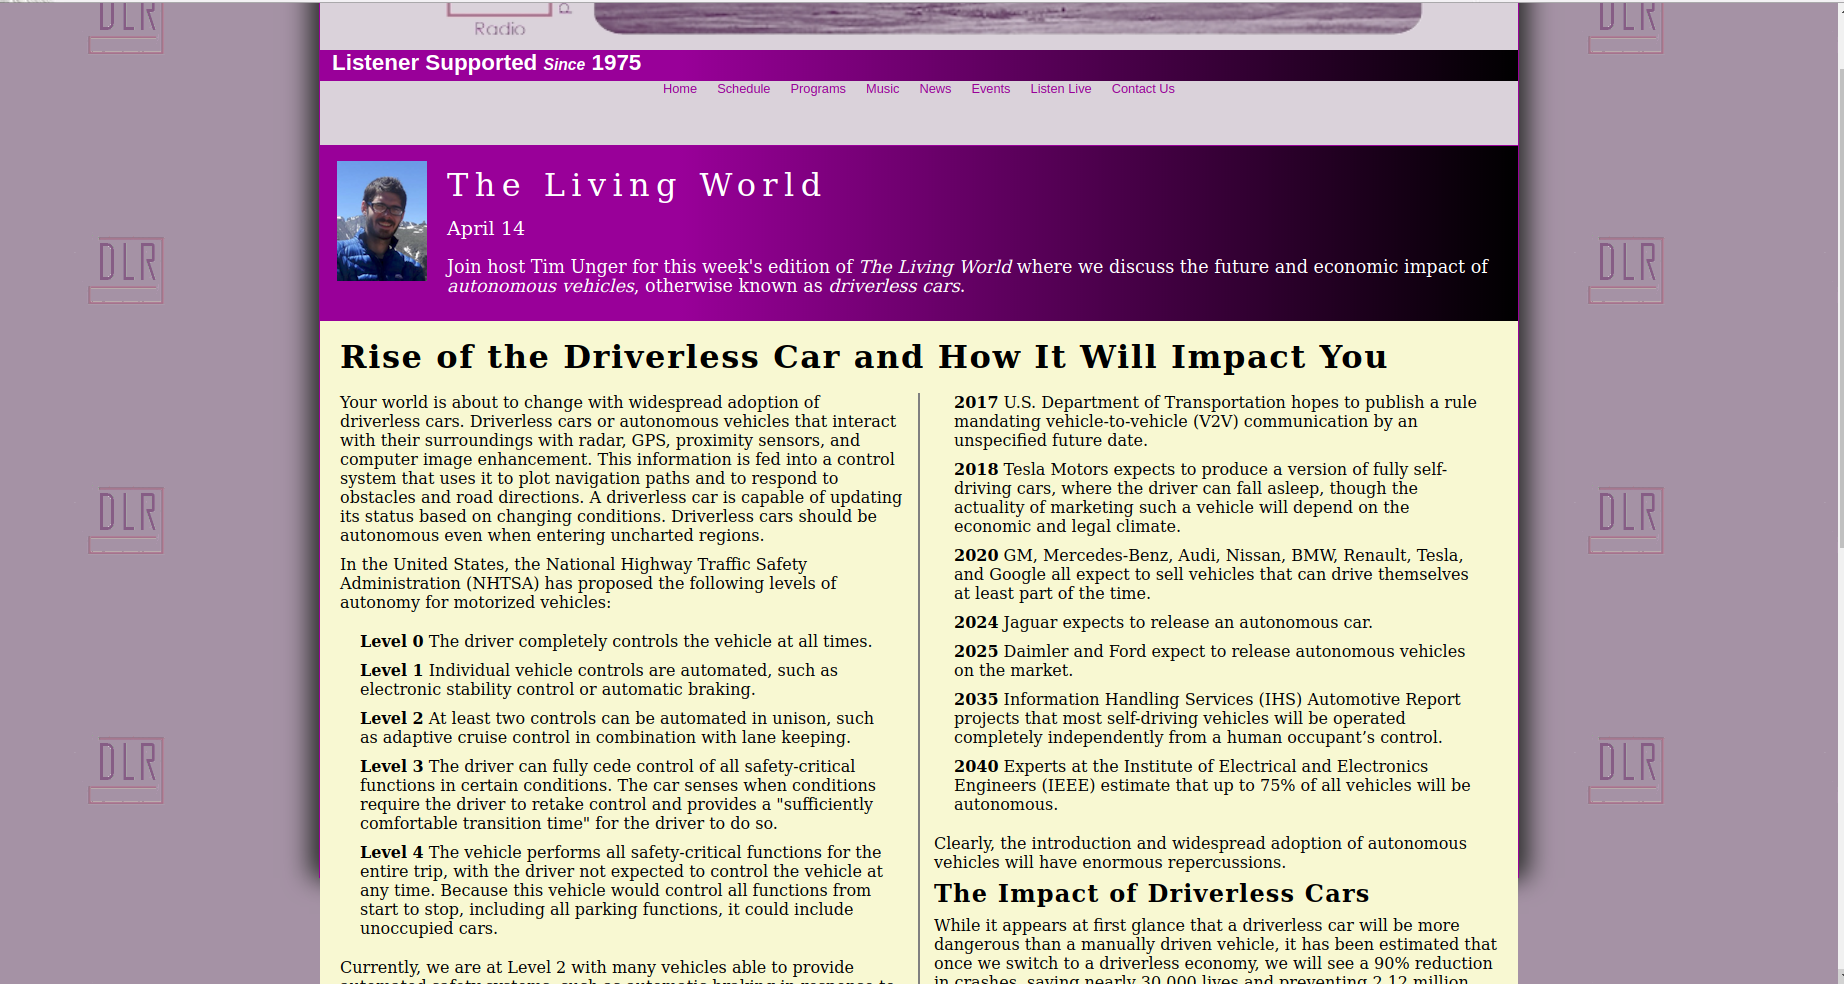 Radio
Listener Supported Since 1975
Home Schedule Programs Music News Events Listen Live Contact Us
The Living World
April 14
Join host Tim Unger for this week's edition of The Living World where we discuss the future and economic impact of
autonomous vehicles, otherwise known as driverless cars.
Rise of the Driverless Car and How It Will Impact You
Your world is about to change with widespread adoption of
driverless cars. Driverless cars or autonomous vehicles that interact
with their surroundings with radar, GPS, proximity sensors, and
computer image enhancement. This information is fed into a control
system that uses it to plot navigation paths and to respond to
obstacles and road directions. A driverless car is capable of updating
its status based on changing conditions. Driverless cars should be
autonomous even when entering uncharted regions.
In the United States, the National Highway Traffic Safety
Administration (NHTSA) has proposed the following levels of
autonomy for motorized vehicles:
Level 0 The driver completely controls the vehicle at all times.
Level 1 Individual vehicle controls are automated, such as
electronic stability control or automatic braking.
Level 2 At least two controls can be automated in unison, such
as adaptive cruise control in combination with lane keeping.
Level 3 The driver can fully cede control of all safety-critical
functions in certain conditions. The car senses when conditions
require the driver to retake control and provides a "sufficiently
comfortable transition time" for the driver to do so.
Level 4 The vehicle performs all safety-critical functions for the
entire trip, with the driver not expected to control the vehicle at
any time. Because this vehicle would control all functions from
start to stop, including all parking functions, it could include
unoccupied cars.
Currently, we are at Level 2 with many vehicles able to provide
automated safety systems, such as automatic braking in response to
2017 U.S. Department of Transportation hopes to publish a rule
mandating vehicle-to-vehicle (V2V) communication by an
unspecified future date.
2018 Tesla Motors expects to produce a version of fully self-
driving cars, where the driver can fall asleep, though the
actuality of marketing such a vehicle will depend on the
economic and legal climate.
2020 GM, Mercedes-Benz, Audi, Nissan, BMW, Renault, Tesla,
and Google all expect to sell vehicles that can drive themselves
at least part of the time.
2024 Jaguar expects to release an autonomous car.
2025 Daimler and Ford expect to release autonomous vehicles
on the market.
2035 Information Handling Services (IHS) Automotive Report
projects that most self-driving vehicles will be operated
completely independently from a human occupant’s control.
2040 Experts at the Institute of Electrical and Electronics
Engineers (IEEE) estimate that up to 75% of all vehicles will be
autonomous.
Clearly, the introduction and widespread adoption of autonomous
vehicles will have enormous repercussions.
The Impact of Driverless Cars
While it appears at first glance that a driverless car will be more
dangerous than a manually driven vehicle, it has been estimated that
once we switch to a driverless economy, we will see a 90% reduction
in crashes, saving nearly 30,000 lives and preventing 2.12 million
DLR
DLR
DLR
DLR
DLR
DLR
DLR
DLR